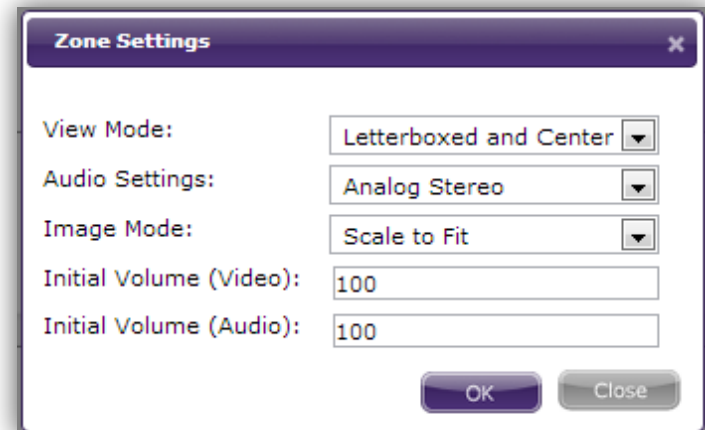 Zone Settings x
View Mode: Letterboxed and Center
Audio Settings: Analog Stereo
Image Mode: Scale to Fit
Initial Volume (Video): 100
Initial Volume (Audio): 100
OK Close